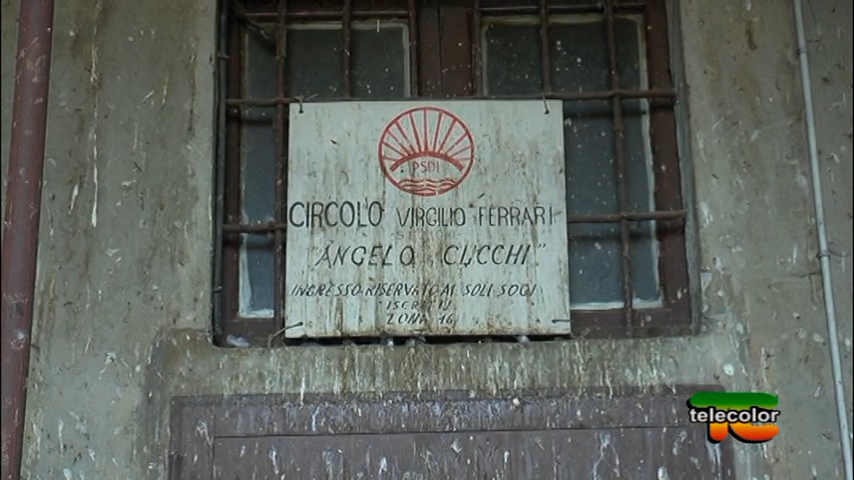 PSDI
CIRCOLO VIRGILIO FERRARI
"ANGELO CUCCHI"
INGRESSO RISERVATO AI SOLI SOCI
ISCRITTI
ZONA 16
telecolor